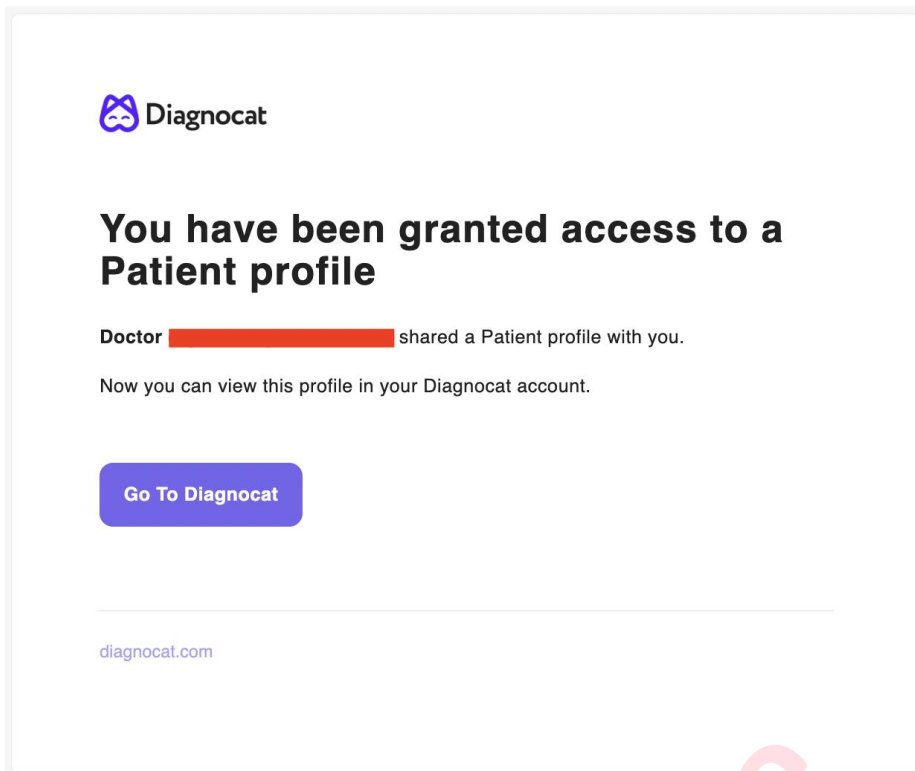 Diagnocat
You have been granted access to a
Patient profile
Doctor shared a Patient profile with you.
Now you can view this profile in your Diagnocat account.
Go To Diagnocat
diagnocat.com